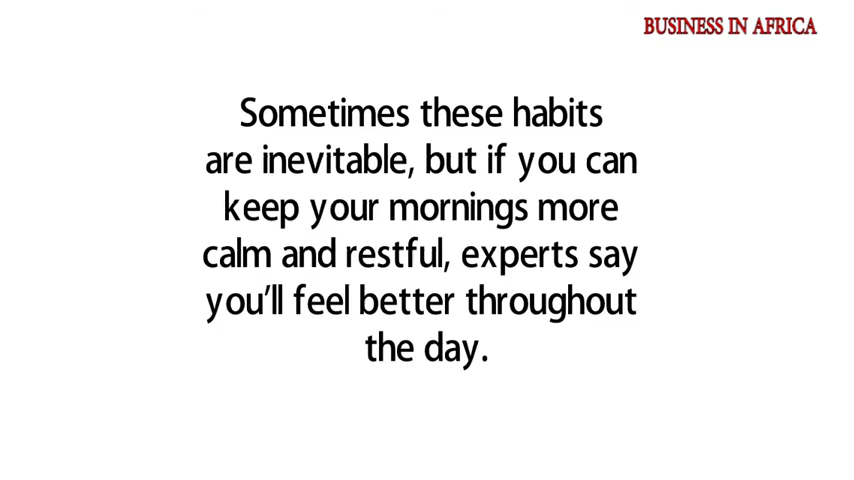 BUSINESS IN AFRICA
Sometimes these habits
are inevitable, but if you can
keep your mornings more
calm and restful, experts say
you'll feel better throughout
the day.